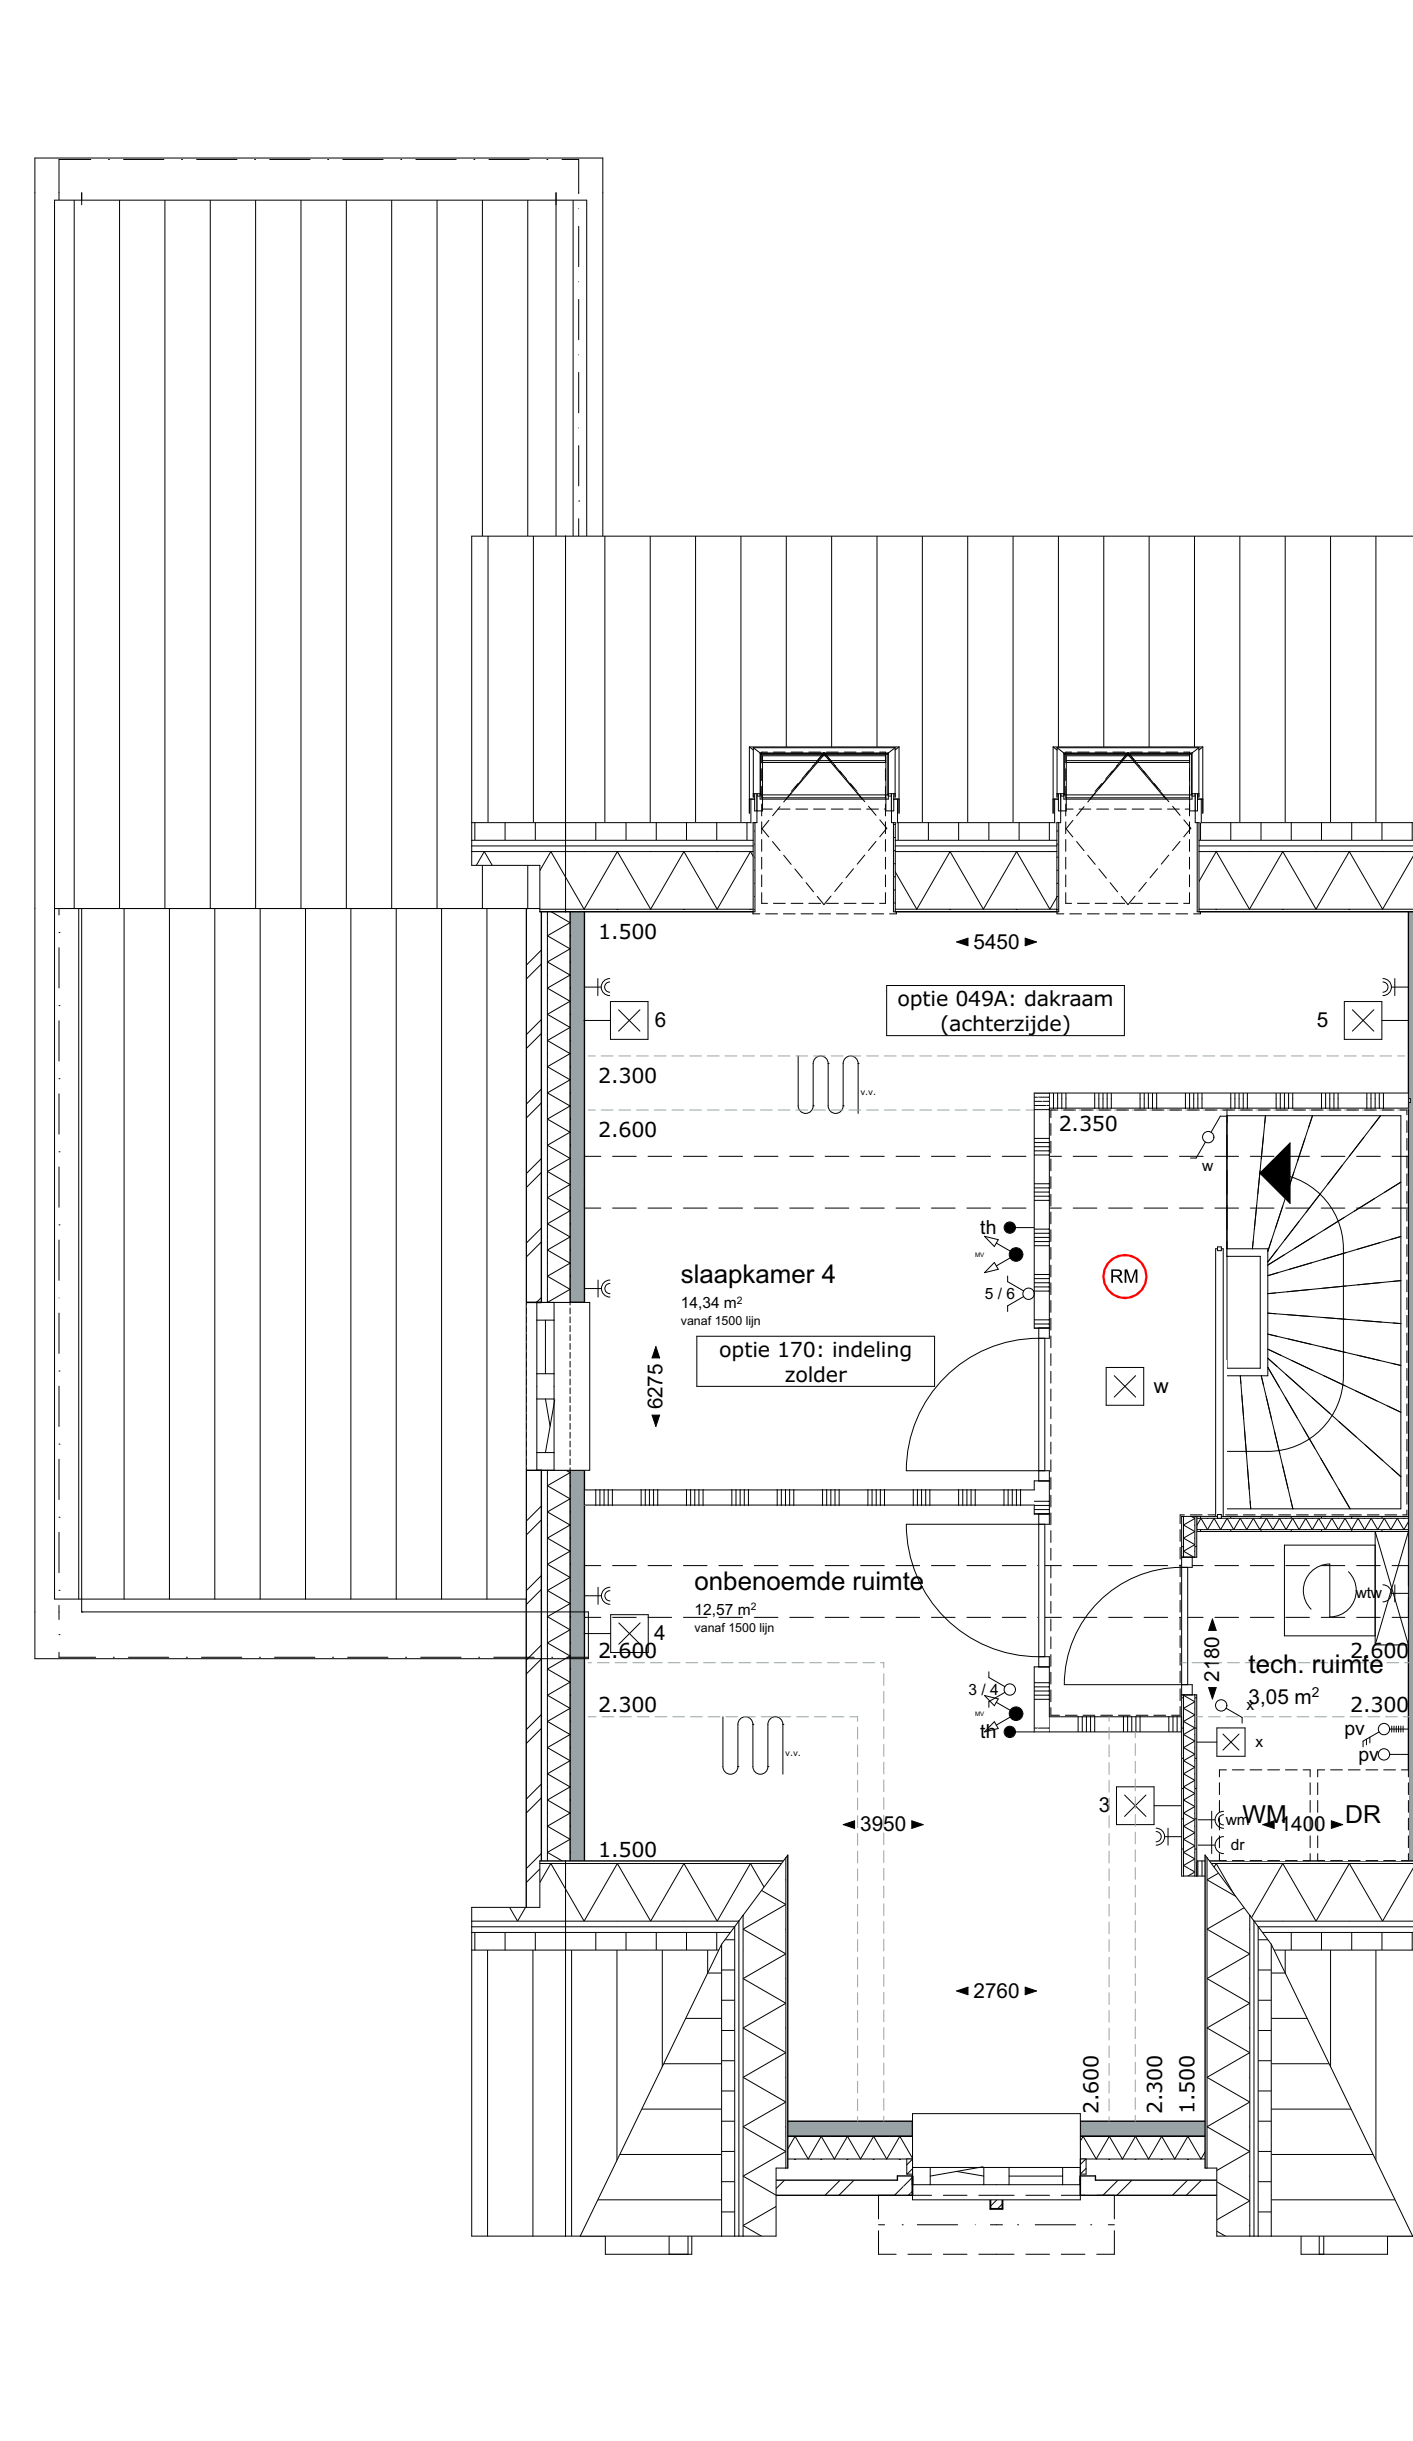 1.500
5450
optie 049A: dakraam
(achterzijde)
6
5
2.300
v.v.
2.600
2.350
w
th
MV
5 / 6
RM
slaapkamer 4
14,34 m²
vanaf 1500 lijn
optie 170: indeling
zolder
6275
w
onbenoemde ruimte
12,57 m²
vanaf 1500 lijn
4
2.600
2.300
wtw
2180
2.600
tech. ruimte
3,05 m²
2.300
3 / 4
MV
th
x
x
pv
pv
v.v.
3
3950
wm
WM
1400
DR
dr
1.500
2760
2.600
2.300
1.500